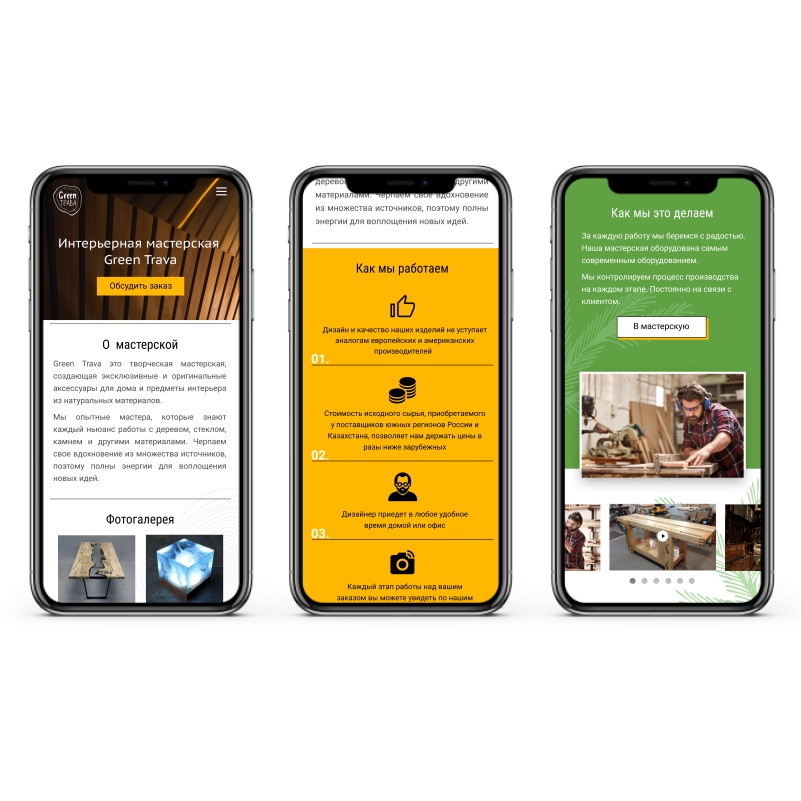 Green
ТРАВА
Интерьерная мастерская
Green Trava
Обсудить заказ
О мастерской
Green Trava это творческая мастерская,
создающая эксклюзивные и оригинальные
аксессуары для дома и предметы интерьера
из натуральных материалов.
Мы опытные мастера, которые знают
каждый ньюанс работы с деревом, стеклом,
камнем и другими материалами. Черпаем
свое вдохновение из множества источников,
поэтому полны энергии для воплощения
новых идей.
Фотогалерея
дерево другими
материалами. Черпаем свое вдохновение
из множества источников, поэтому полны
энергии для воплощения новых идей.
Как мы работаем
Дизайн и качество наших изделий не уступает
аналогам европейских и американских
производителей
01.
Стоимость исходного сырья, приобретаемого
у поставщиков южных регионов России и
Казахстана, позволяет нам держать цены в
разы ниже зарубежных
02.
Дизайнер приедет в любое удобное
время домой или офис
03.
Каждый этап работы над вашим
заказом вы можете увидеть по нашим
Как мы это делаем
За каждую работу мы беремся с радостью.
Наша мастерская оборудована самым
современным оборудованием.
Мы контролируем процесс производства
на каждом этапе. Постоянно на связи с
клиентом.
В мастерскую